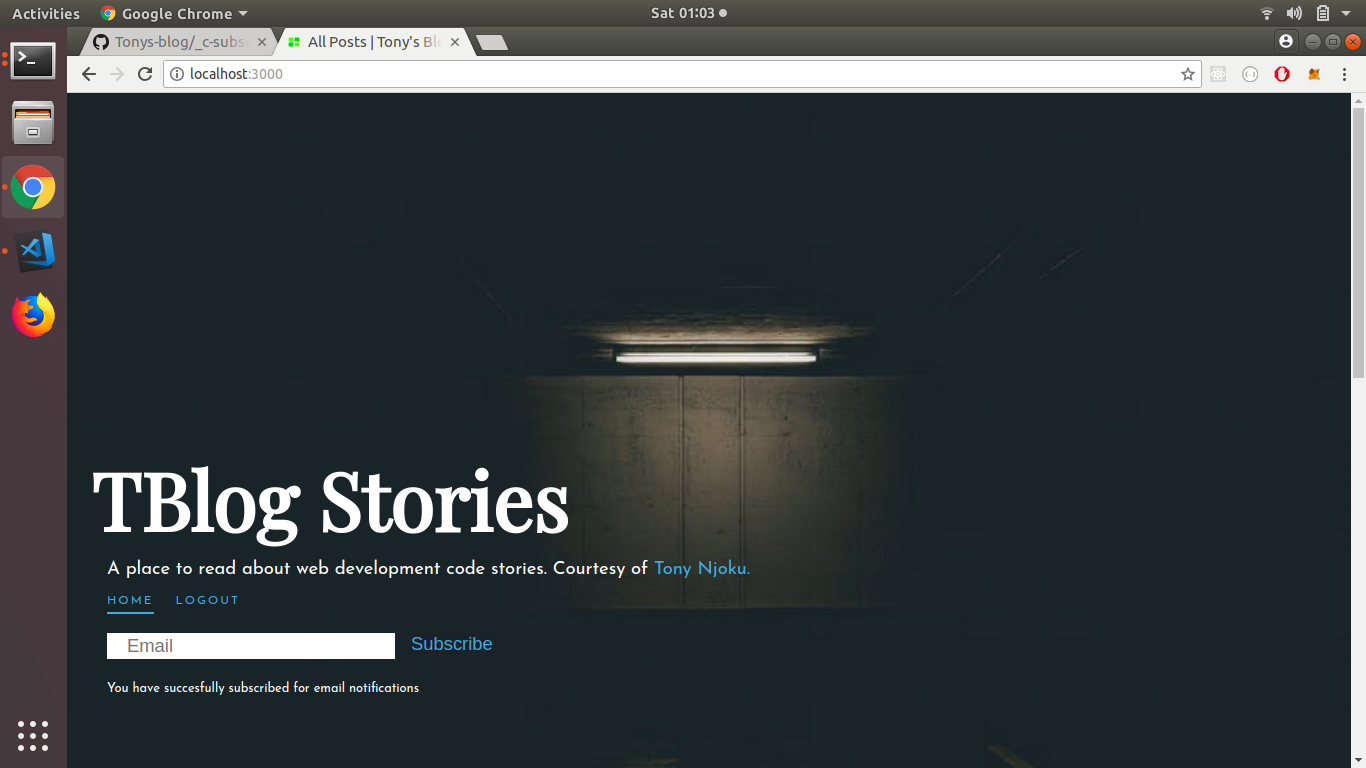 Activities Google Chrome Sat 01:03
Tonys-blog/_c-subs All Posts | Tony's Blo
localhost:3000
TBlog Stories
A place to read about web development code stories. Courtesy of Tony Njoku.
HOME LOGOUT
Email Subscribe
You have succesfully subscribed for email notifications